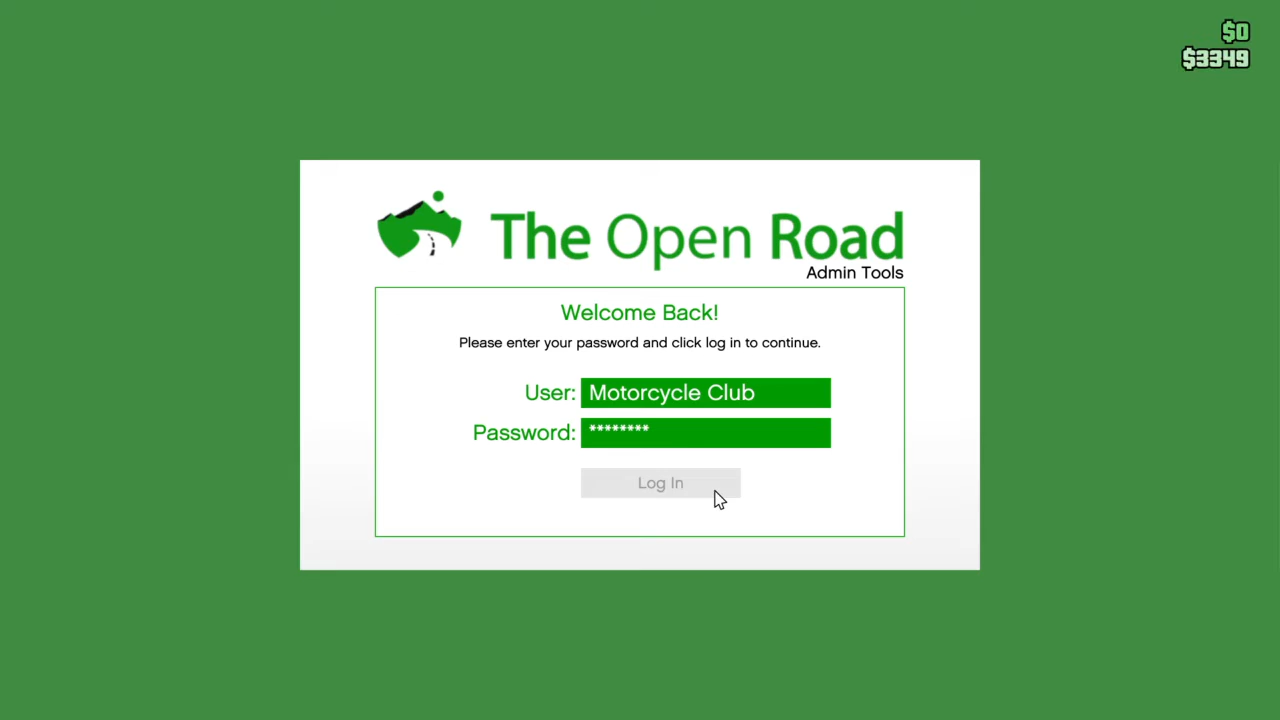 $0
$3349
The Open Road
Admin Tools
Welcome Back!
Please enter your password and click log in to continue.
User: Motorcycle Club
Password: ********
Log In